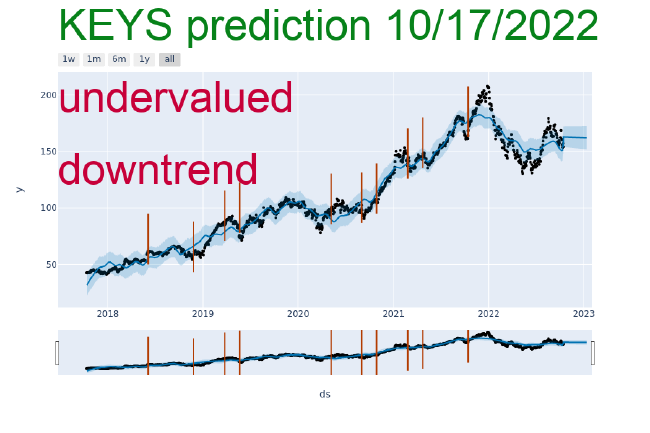 KEYS prediction 10/17/2022
1w 1m 6m 1y all
undervalued
downtrend
200
150
100
50
y
2018 2019 2020 2021 2022 2023
ds